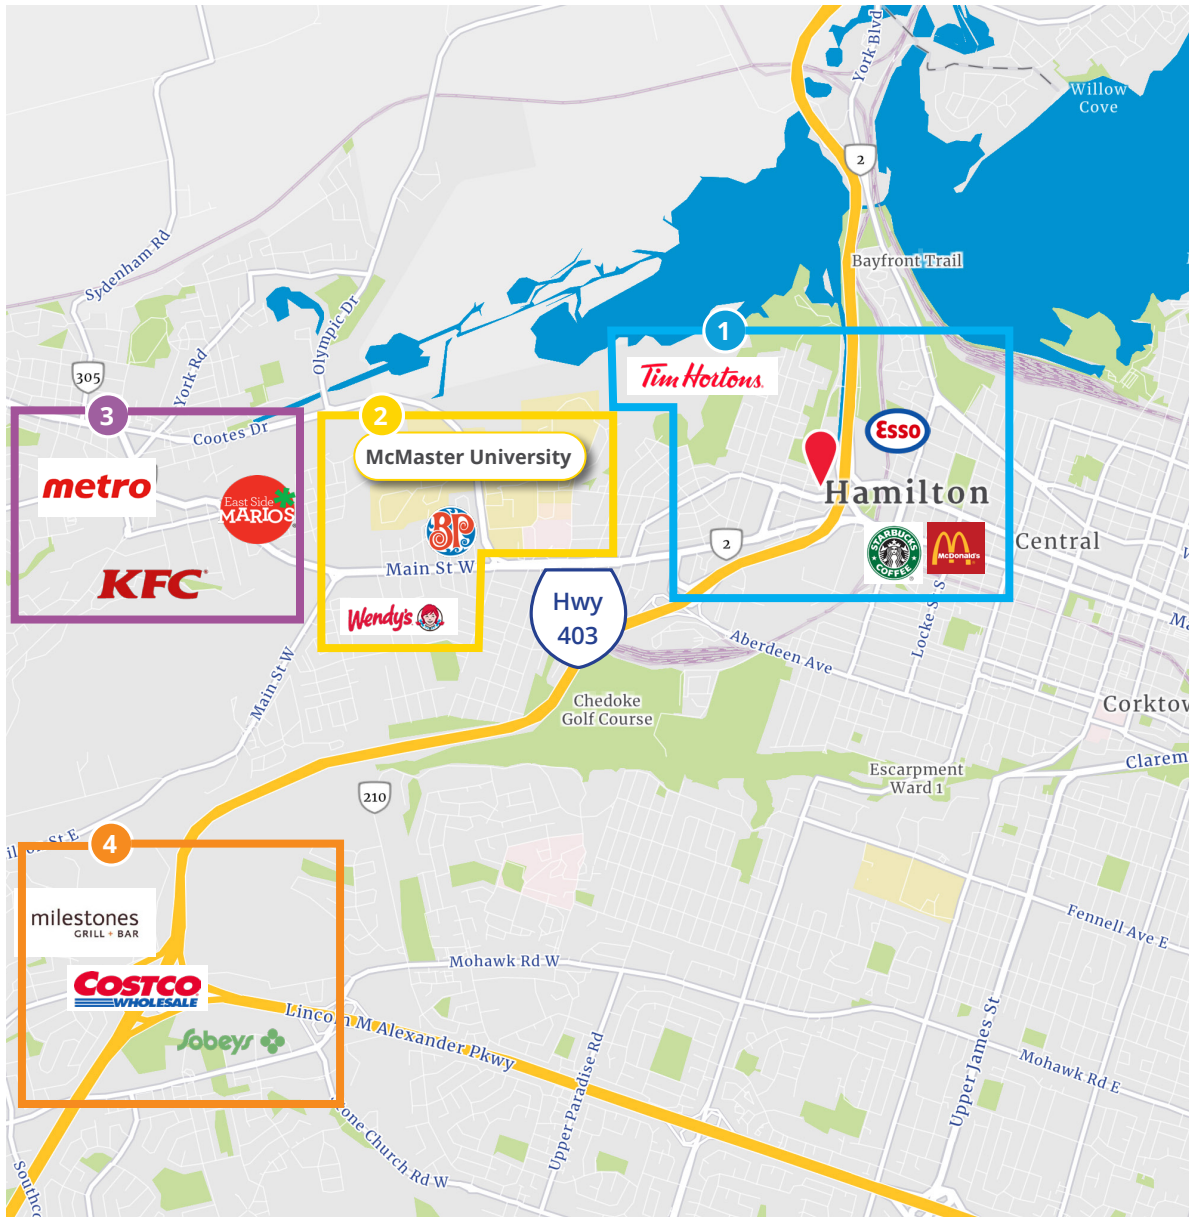 York Blvd
Willow
Cove
2
Bayfront Trail
Sydenham Rd
Olympic Dr
York Rd
305
1
Tim Hortons.
3
2
Cootes Dr
McMaster University
Esso
metro
East Side
MARIO'S
Hamilton
BP
2
STARBUCKS
COFFEE
McDonald's
Central
Main St W
KFC
Hwy
403
Wendy's
Locke St S
Ma
Aberdeen Ave
Main St W
Chedoke
Golf Course
Corktow
Clarem
Escarpment
Ward 1
210
St E
4
milestones
GRILL + BAR
Fennell Ave E
Mohawk Rd W
COSTCO
WHOLESALE
Lincoln M Alexander Pkwy
Sobeys
Upper Paradise Rd
Upper James St
Mohawk Rd E
Stone Church Rd W
Southco